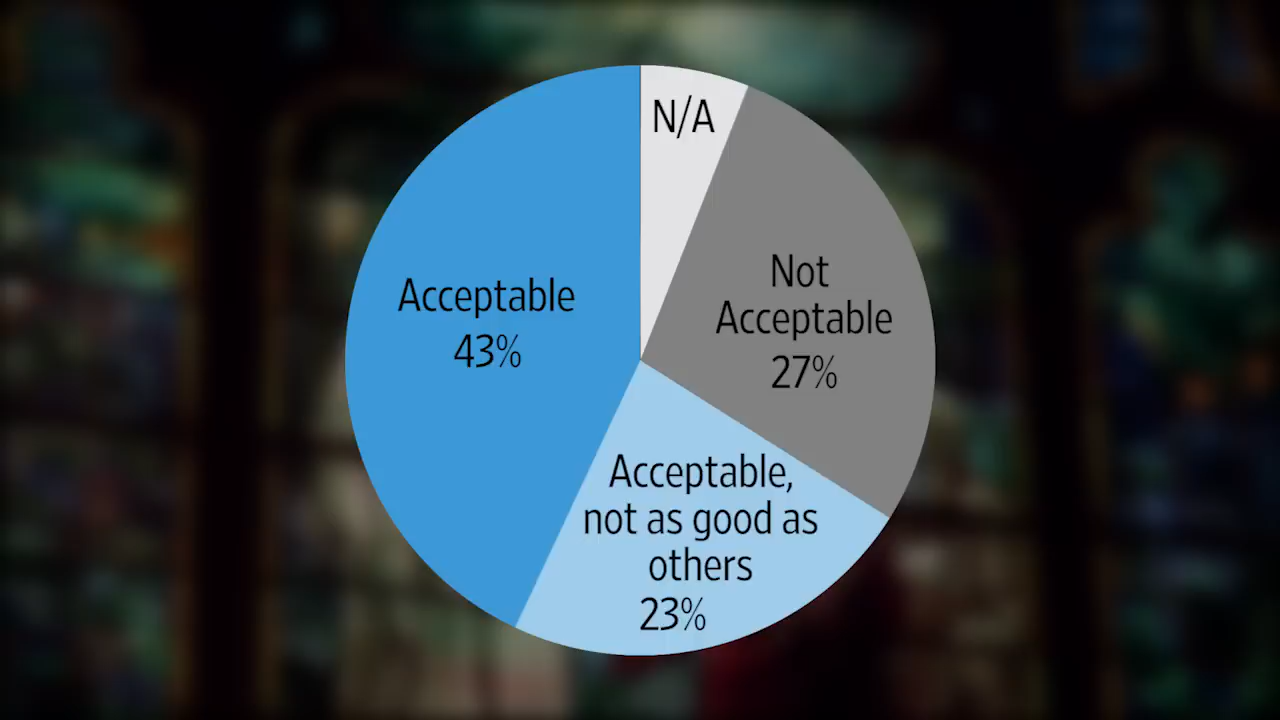 N/A
Not
Acceptable
27%
Acceptable
43%
Acceptable,
not as good as
others
23%